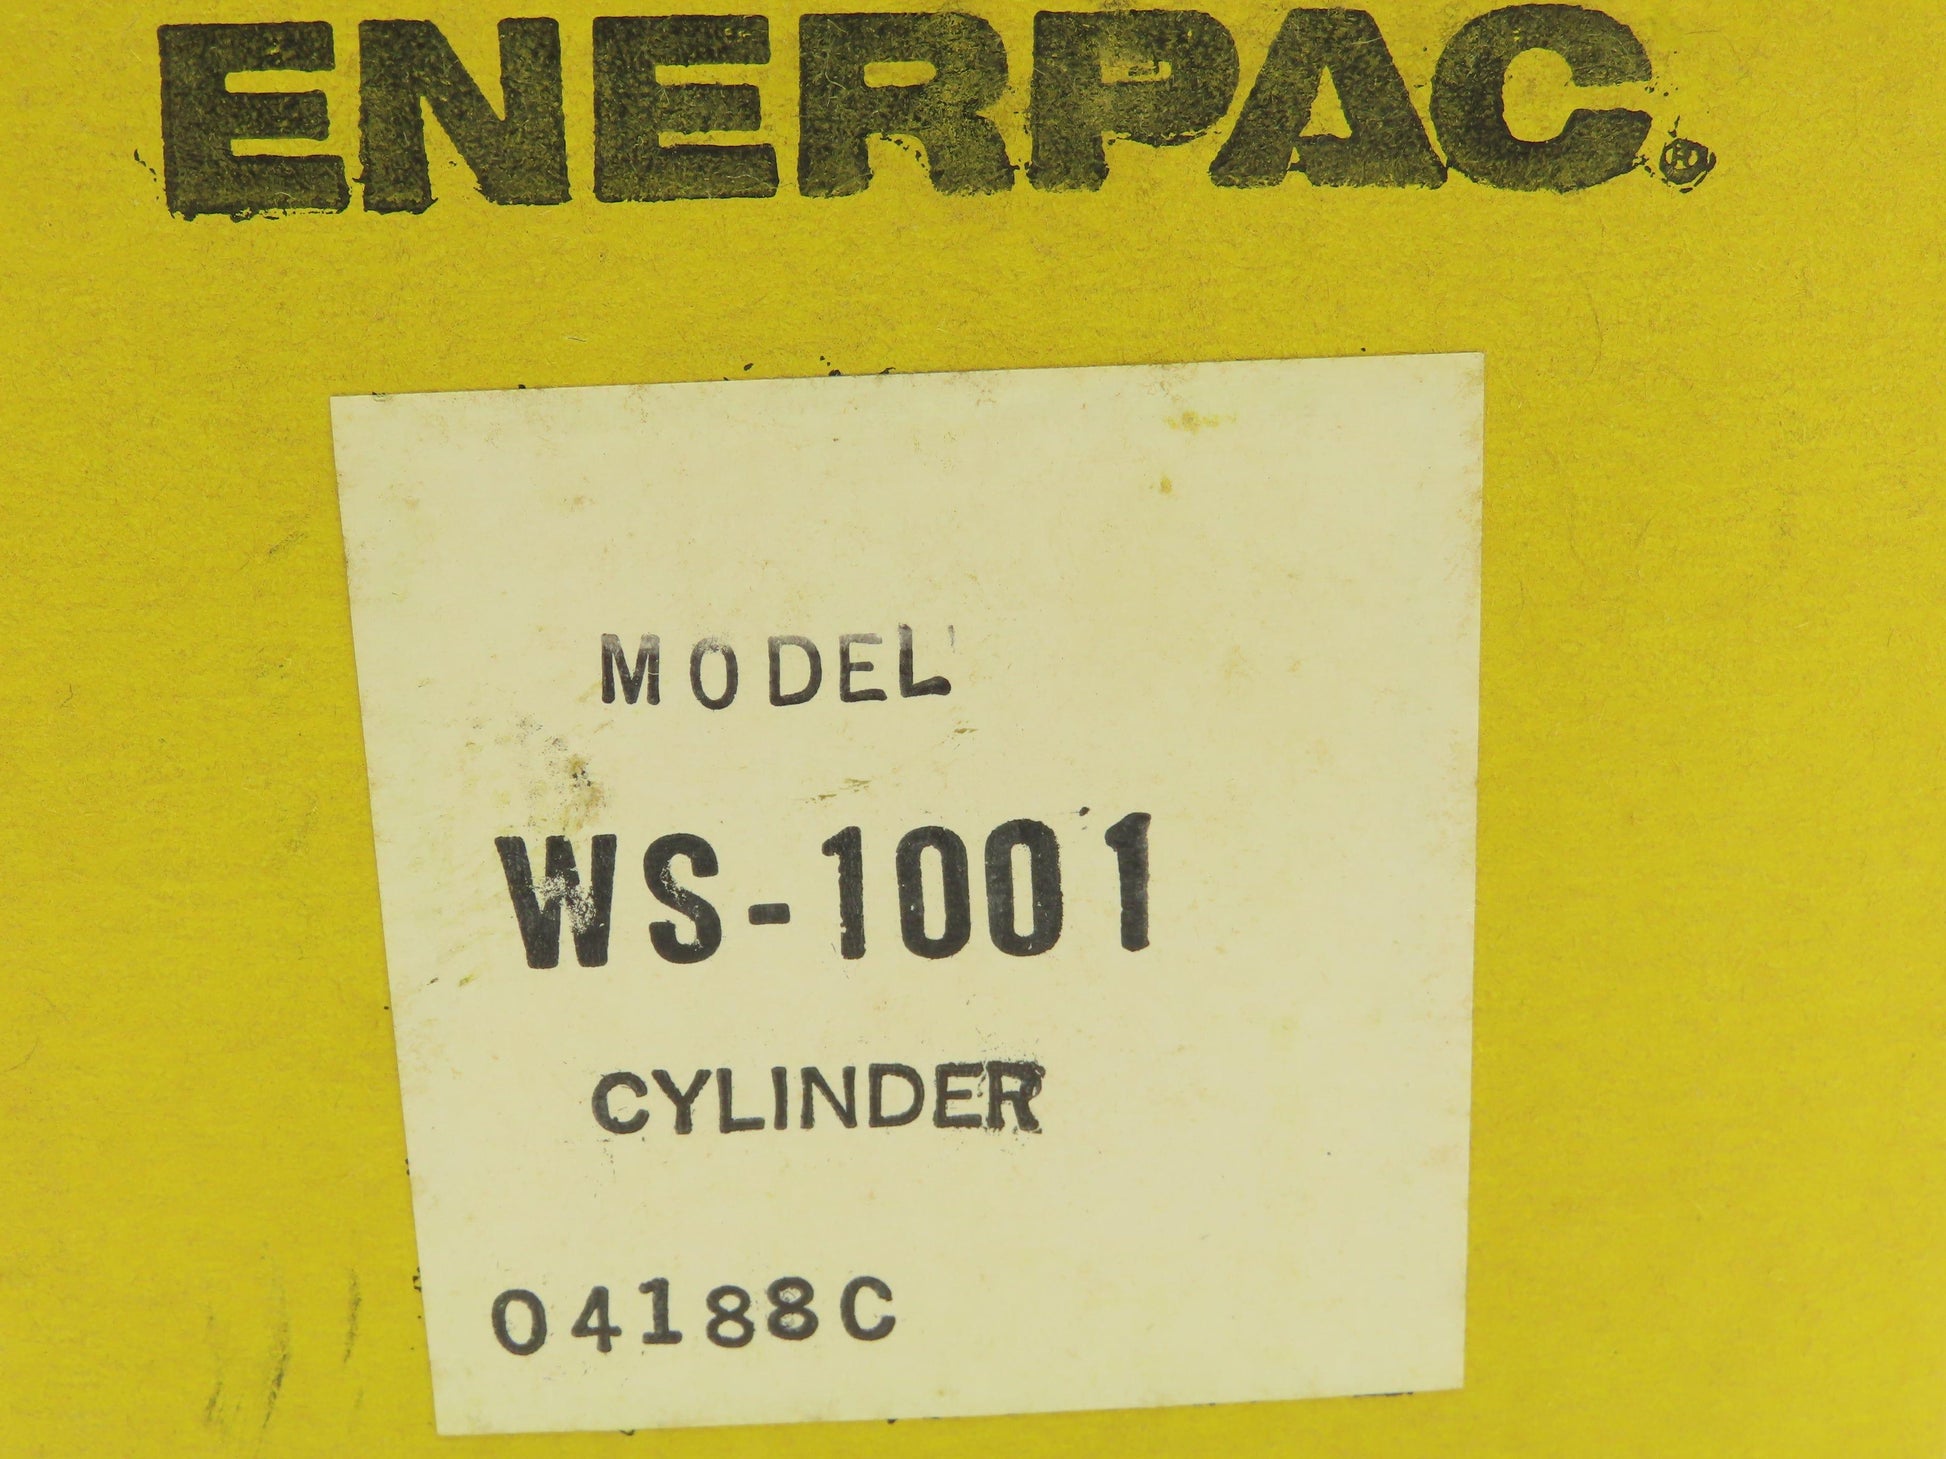 ENERPAC®
MODEL
WS-1001
CYLINDER
04188C